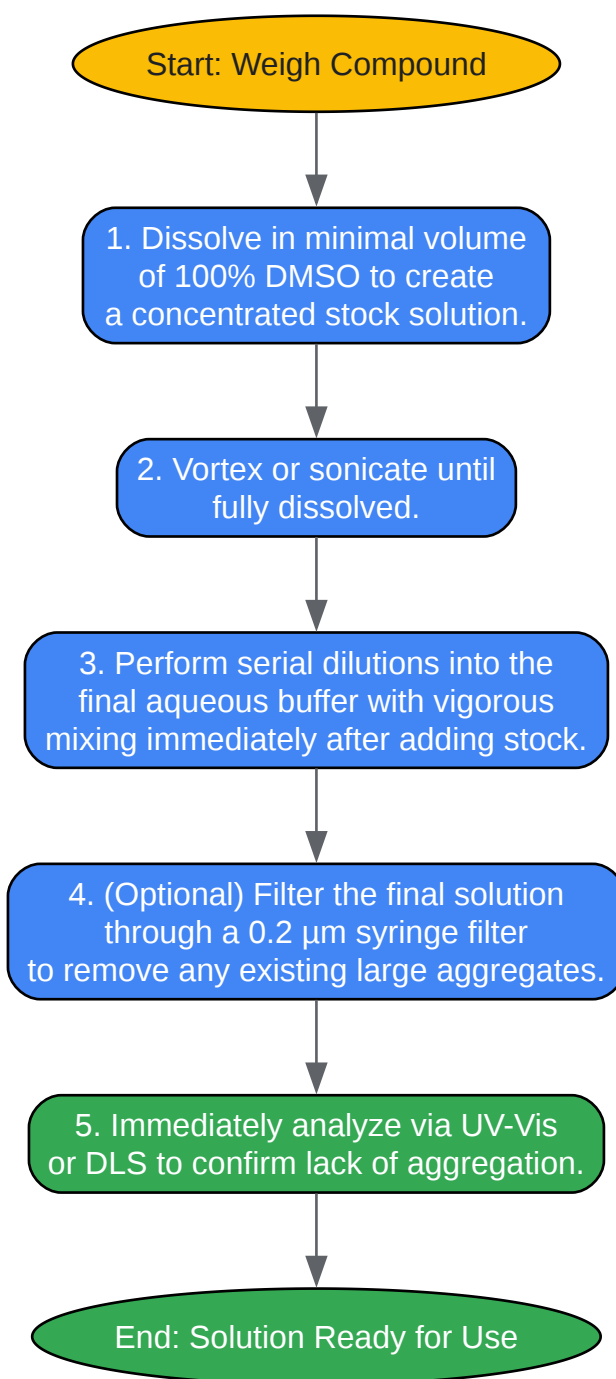 Start: Weigh Compound
1. Dissolve in minimal volume
of 100% DMSO to create
a concentrated stock solution.
2. Vortex or sonicate until
fully dissolved.
3. Perform serial dilutions into the
final aqueous buffer with vigorous
mixing immediately after adding stock.
4. (Optional) Filter the final solution
through a 0.2 µm syringe filter
to remove any existing large aggregates.
5. Immediately analyze via UV-Vis
or DLS to confirm lack of aggregation.
End: Solution Ready for Use